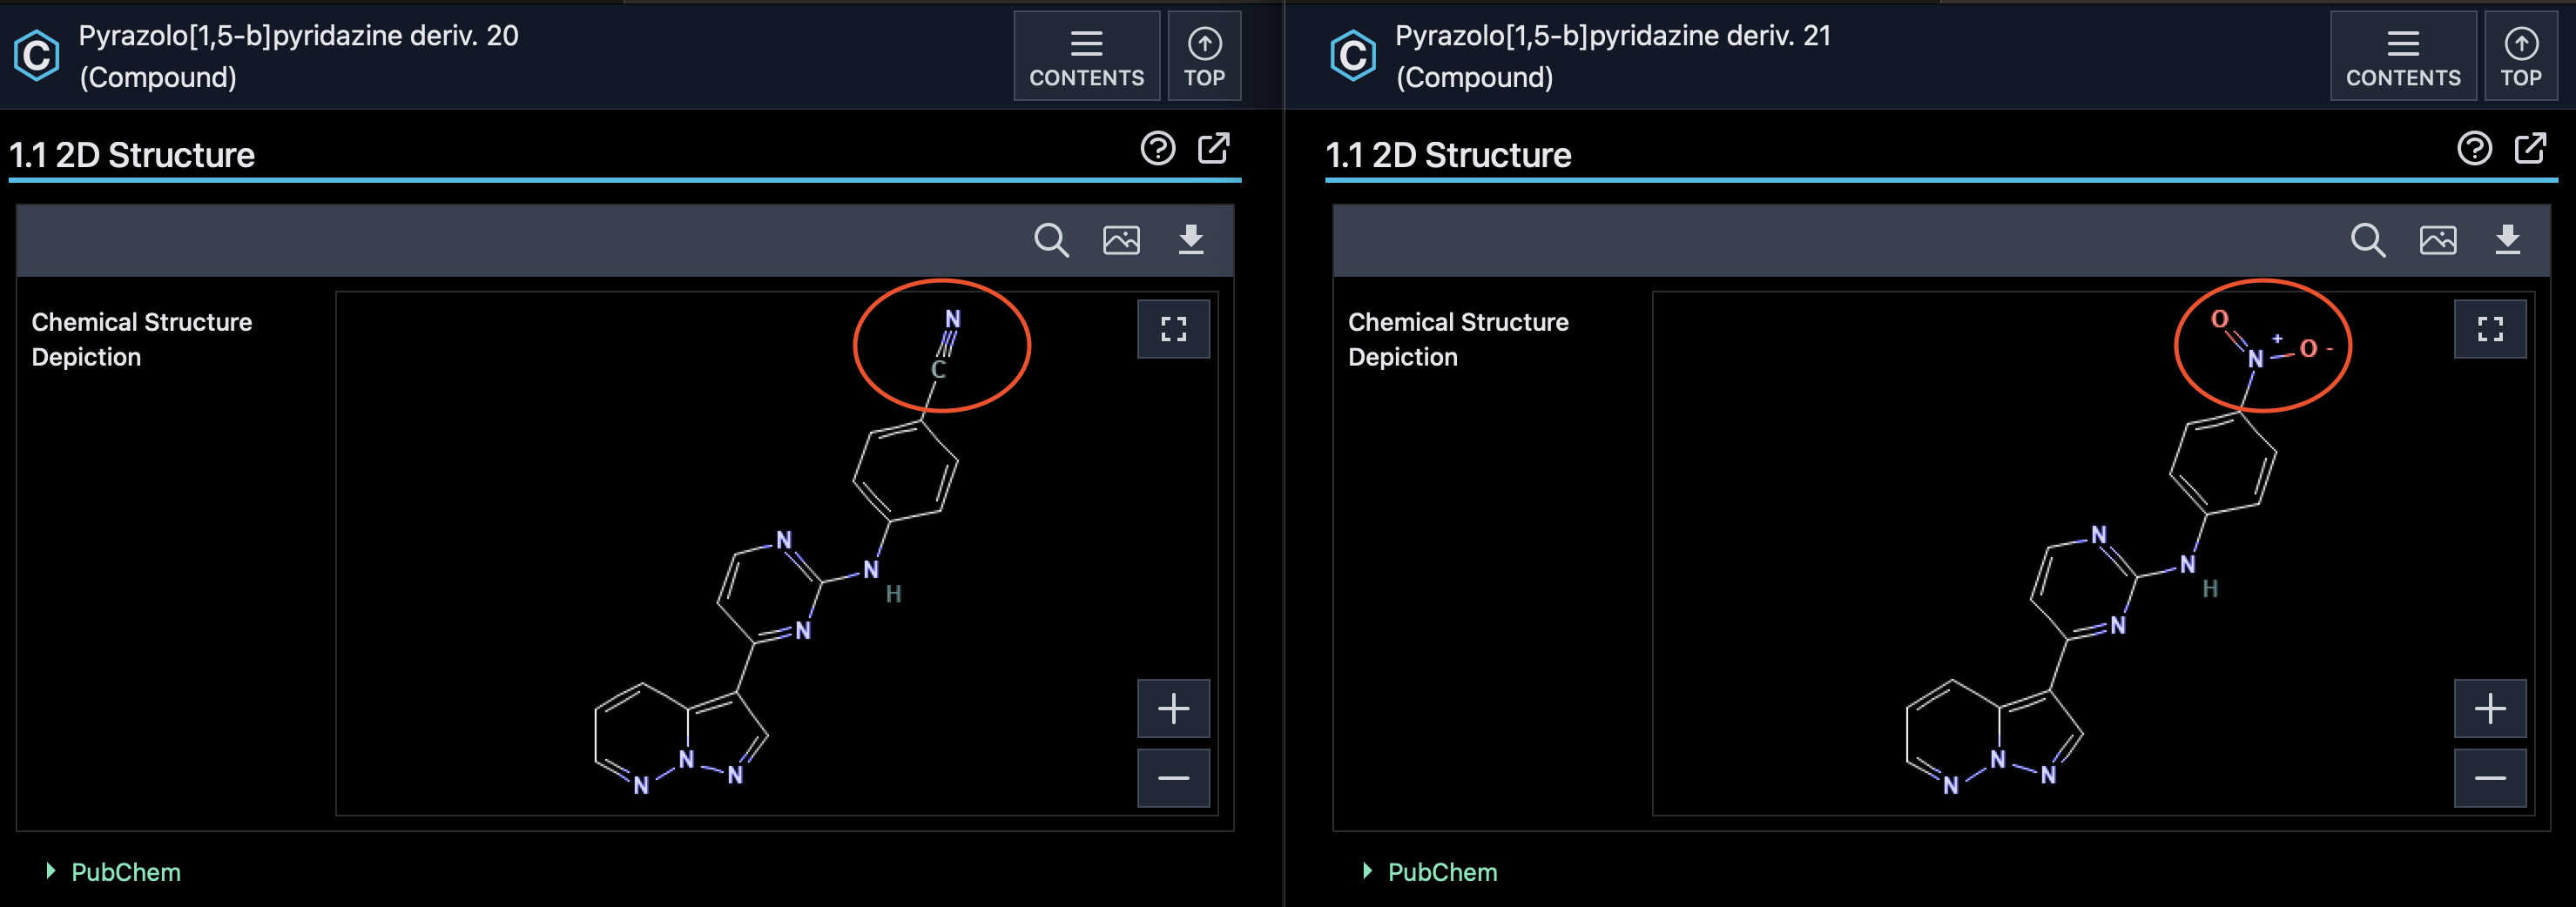 Pyrazolo[1,5-b]pyridazine deriv. 20
(Compound)
CONTENTS
TOP
1.1 2D Structure
Chemical Structure
Depiction
N
C
N
N
H
N
N
N
N
PubChem
Pyrazolo[1,5-b]pyridazine deriv. 21
(Compound)
CONTENTS
TOP
1.1 2D Structure
Chemical Structure
Depiction
O
+
N
O -
N
N
H
N
N
N
N
PubChem